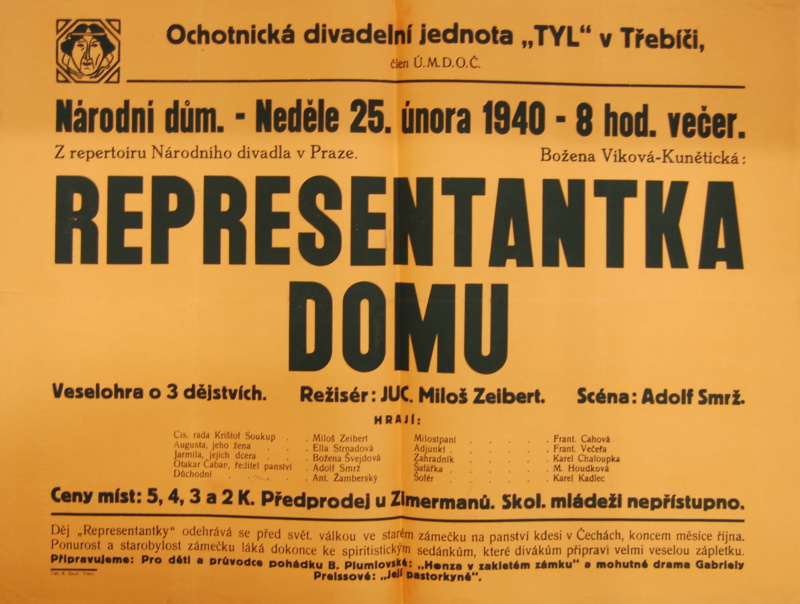 Ochotnická divadelní jednota „TYL“ v Třebíči,
člen Ú.M.D.O.Č.
Národní dům. - Neděle 25. února 1940 - 8 hod. večer.
Z repertoiru Národního divadla v Praze. Božena Viková-Kunětická:
REPRESENTANTKA
DOMU
Veselohra o 3 dějstvích. Režisér: JUC. Miloš Zeibert. Scéna: Adolf Smrž.
HRAJÍ:
Cís. rada Krištof Soukup . . Miloš Zeibert Milostpaní . . . . Frant. Cahová
Augusta, jeho žena . . . Ella Strnadová Adjunkt . . . . Frant. Večeřa
Jarmila, jejich dcera . . Božena Švejdová Zahradník . . . . Karel Chaloupka
Otakar Čaban, ředitel panství . Adolf Smrž Šafářka . . . . M. Houdková
Důchodní . . . . Ant. Žamberský Šofér . . . . Karel Kadlec
Ceny míst: 5, 4, 3 a 2 K. Předprodej u Zimermanů. Skol. mládeži nepřístupno.
Děj „Representantky“ odehrává se před svět. válkou ve starém zámečku na panství kdesi v Čechách, koncem měsíce října.
Ponurost a starobylost zámečku láká dokonce ke spiritistickým sedánkům, které divákům připraví velmi veselou zápletku.
Připravujeme: Pro děti a průvodce pohádku B. Plumlovské: „Honza v zakletém zámku“ a mohutné drama Gabriely
Preissové: „Její pastorkyně“.